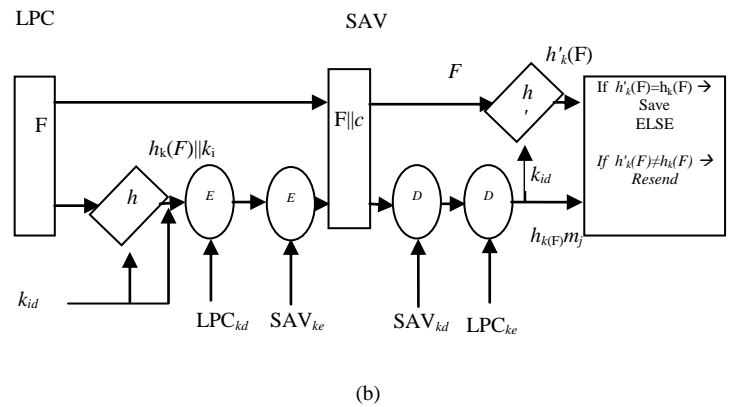 LPC
SAV
F
h'k(F)
F
h
'
If h'k(F)=hk(F) →
Save
ELSE
If h'k(F)≠hk(F) →
Resend
F||c
hk(F)||ki
h
E
E
D
D
kid
hk(F)mj
kid
LPCkd
SAVke
SAVkd
LPCke
(b)